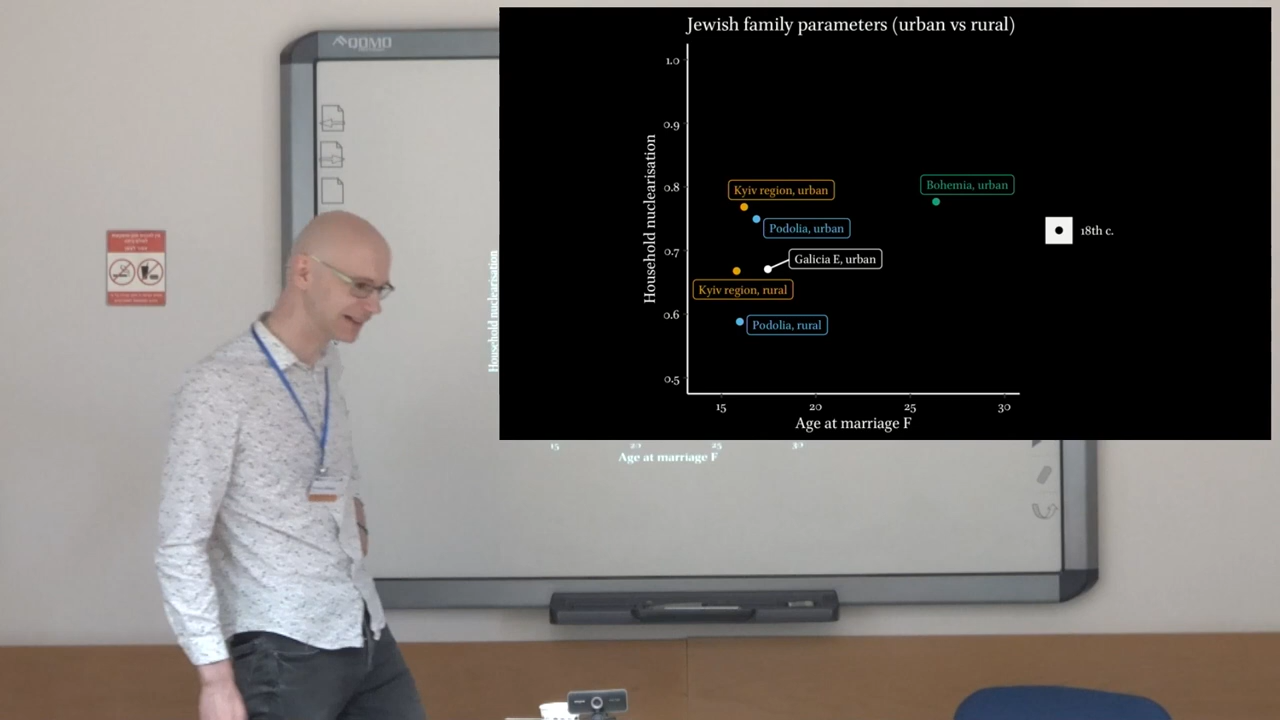 QOMO
Jewish family parameters (urban vs rural)
1.0
0.9
0.8
0.7
0.6
0.5
Household nuclearisation
Kyiv region, urban
Podolia, urban
Bohemia, urban
Galicia E, urban
Kyiv region, rural
Podolia, rural
18th c.
15 20 25 30
Age at marriage F
Household nuclearisation
15 20 25 30
Age at marriage F